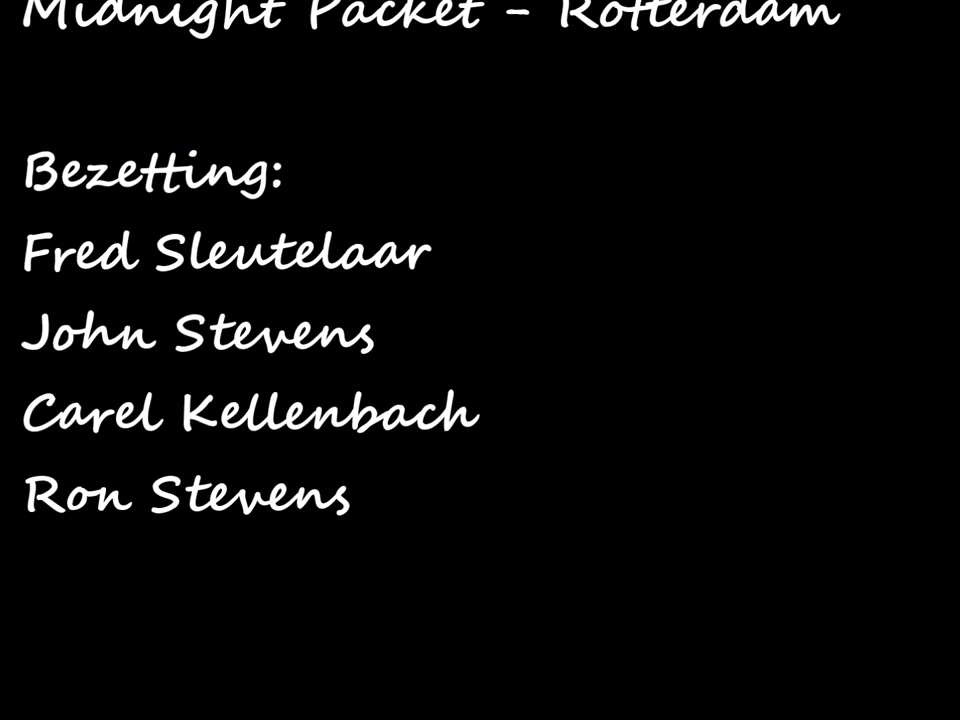 Midnight Packet - Rotterdam
Bezetting:
Fred Sleutelaar
John Stevens
Carel Kellenbach
Ron Stevens